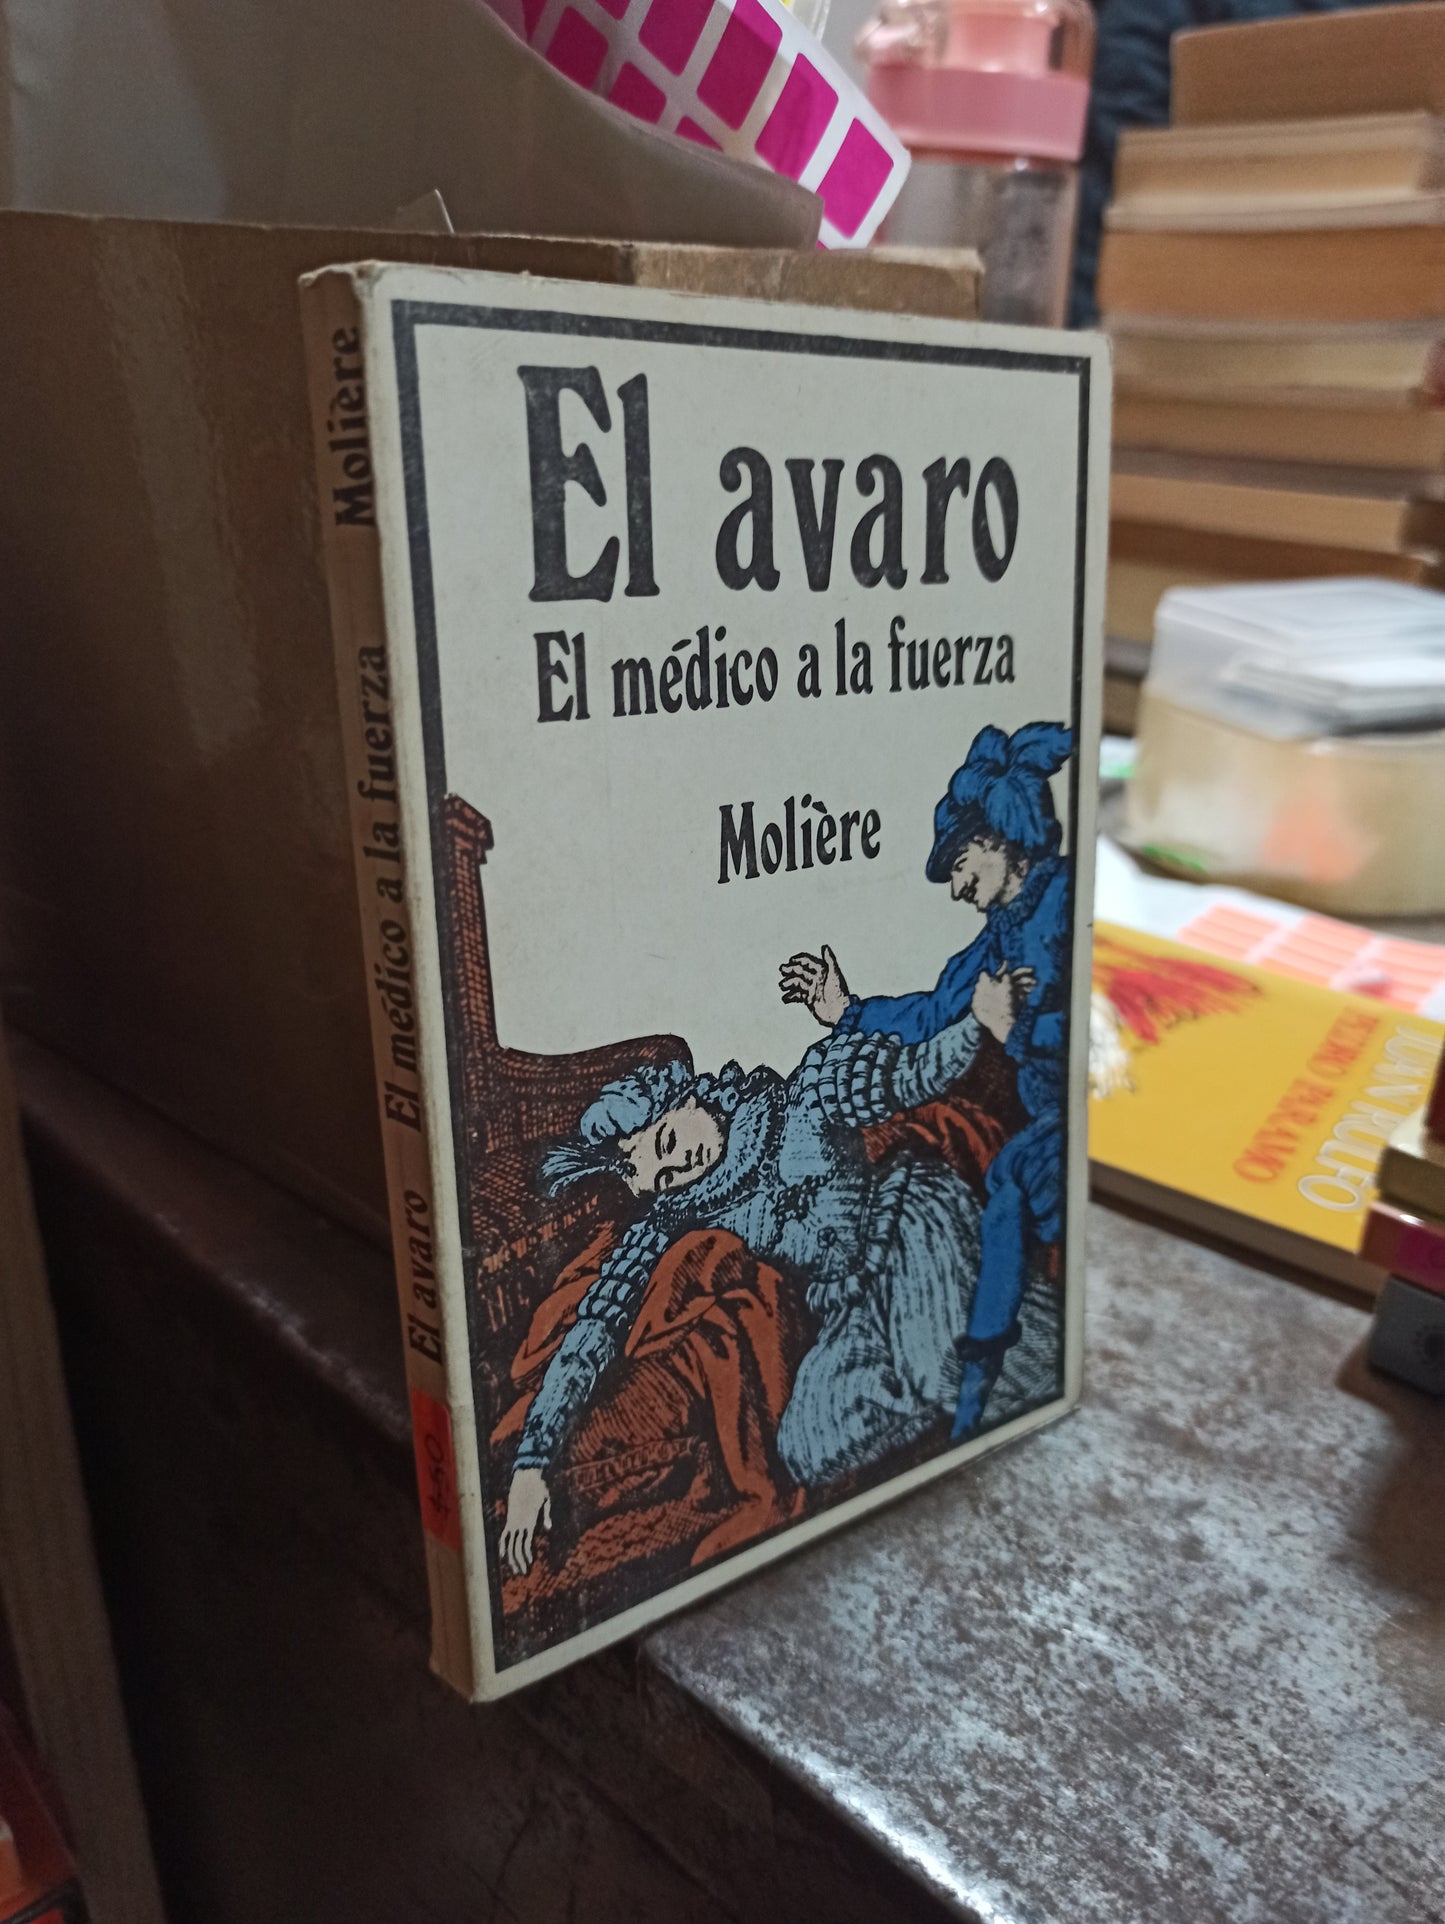 El avaro
El médico a la fuerza
Molière
El avaro El médico a la fuerza Molière
$ 50
JUAN RULFO
PEDRO PÁRAMO